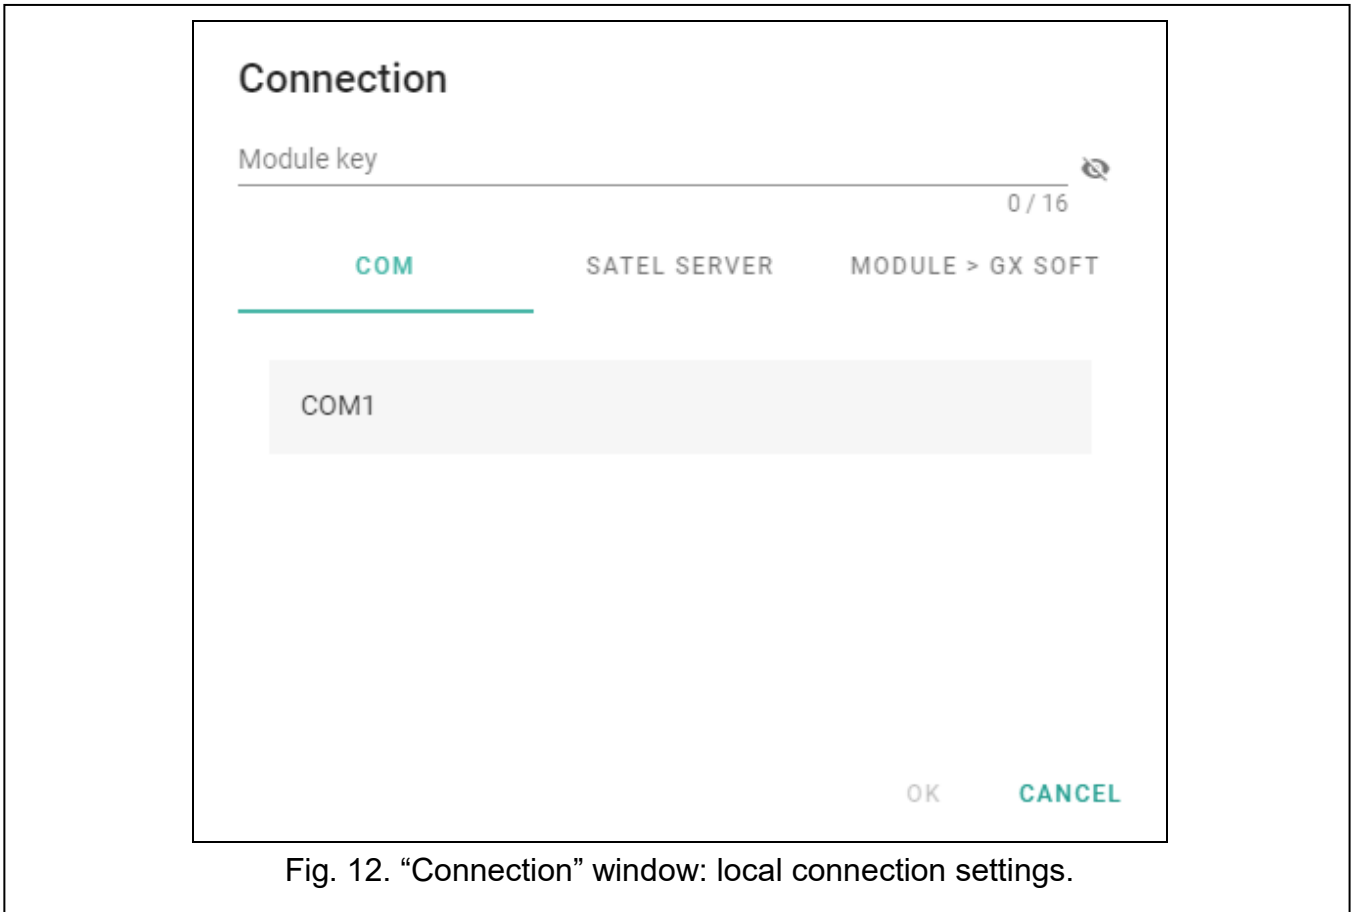 Connection
Module key
0 / 16
COM SATEL SERVER MODULE > GX SOFT
COM1
OK CANCEL
Fig. 12. “Connection” window: local connection settings.